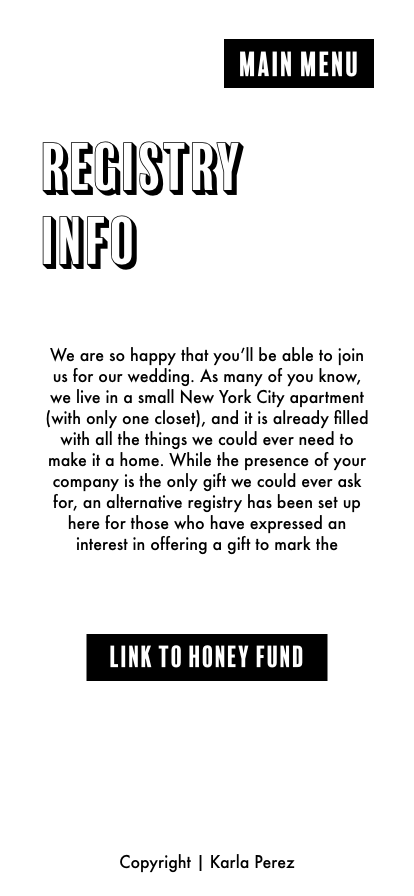 MAIN MENU
REGISTRY
INFO
We are so happy that you’ll be able to join
us for our wedding. As many of you know,
we live in a small New York City apartment
(with only one closet), and it is already filled
with all the things we could ever need to
make it a home. While the presence of your
company is the only gift we could ever ask
for, an alternative registry has been set up
here for those who have expressed an
interest in offering a gift to mark the
LINK TO HONEY FUND
Copyright | Karla Perez